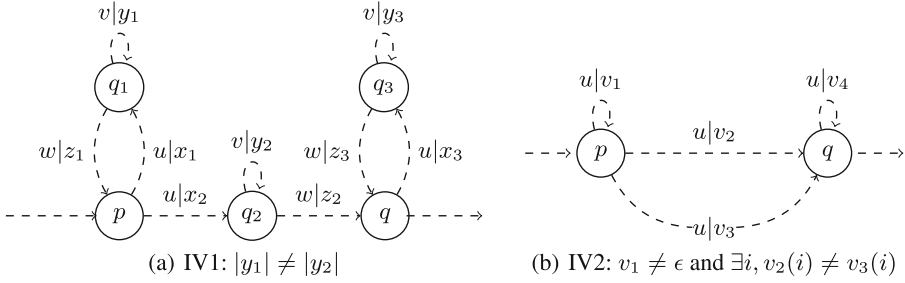 v|y₁
v|y₃
q₁
q₃
u|v₁
u|v₄
w|z₁
u|x₁
v|y₂
w|z₃
u|x₃
p
u|v₂
q
p
u|x₂
q₂
w|z₂
q
u|v₃
(a) IV1: |y₁| ≠ |y₂|
(b) IV2: v₁ ≠ ϵ and ∃i, v₂(i) ≠ v₃(i)